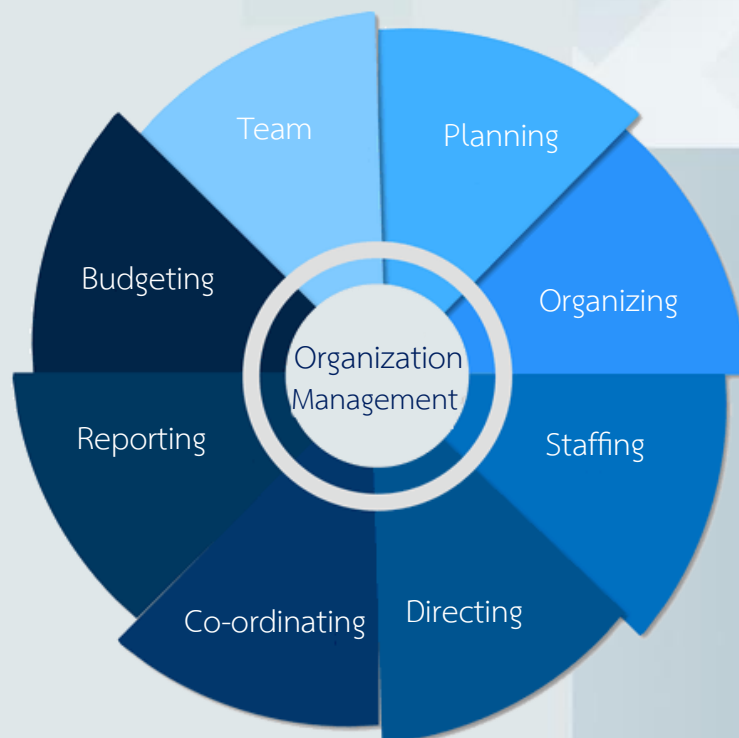 Team
Planning
Budgeting
Organizing
Organization
Management
Reporting
Staffing
Co-ordinating
Directing